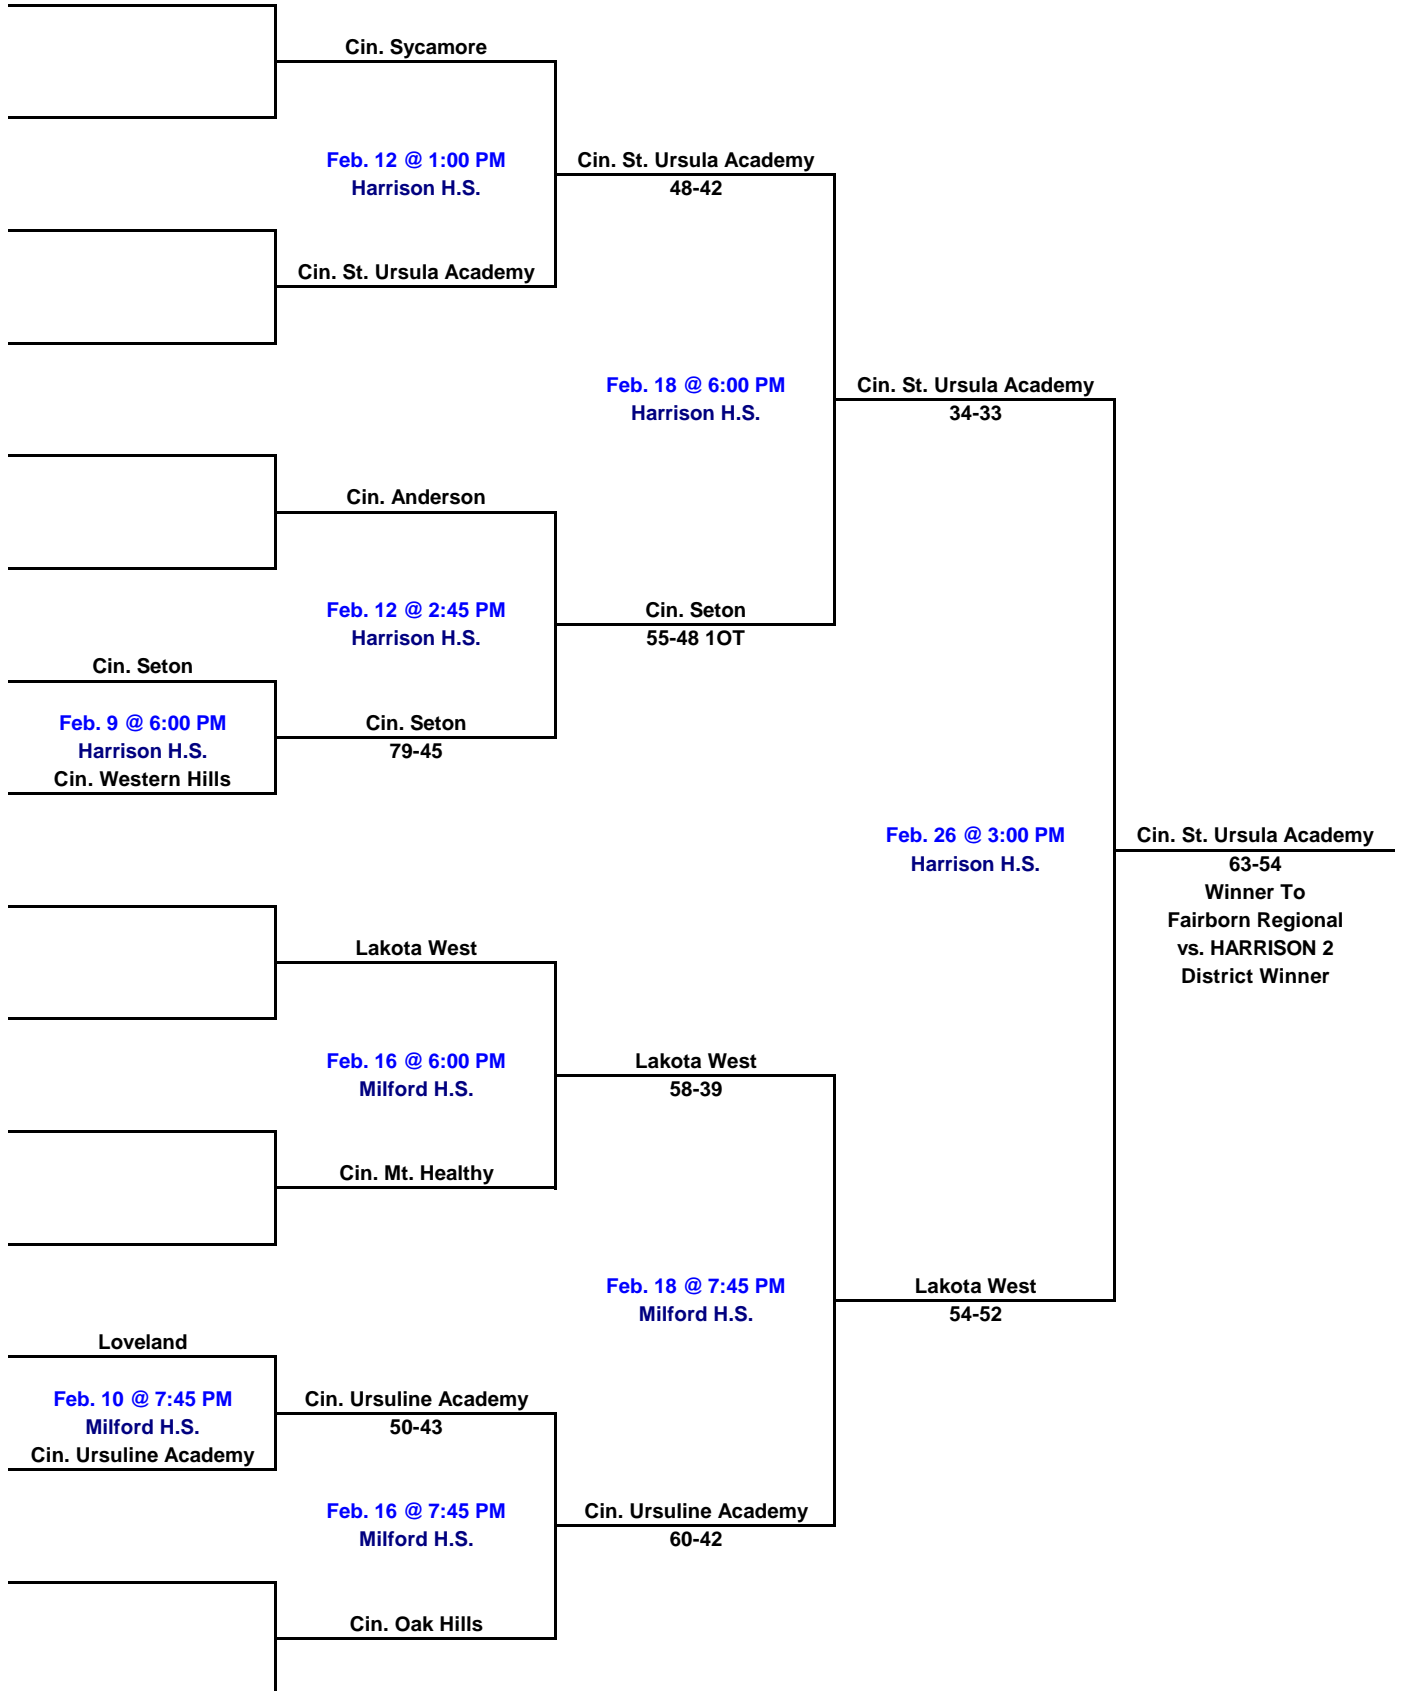 Cin. Sycamore
Feb. 12 @ 1:00 PM
Harrison H.S.
Cin. St. Ursula Academy
48-42
Cin. St. Ursula Academy
Feb. 18 @ 6:00 PM
Harrison H.S.
Cin. St. Ursula Academy
34-33
Cin. Anderson
Feb. 12 @ 2:45 PM
Harrison H.S.
Cin. Seton
55-48 1OT
Cin. Seton
Feb. 9 @ 6:00 PM
Harrison H.S.
Cin. Western Hills
Cin. Seton
79-45
Feb. 26 @ 3:00 PM
Harrison H.S.
Cin. St. Ursula Academy
63-54
Winner To
Fairborn Regional
vs. HARRISON 2
District Winner
Lakota West
Feb. 16 @ 6:00 PM
Milford H.S.
Lakota West
58-39
Cin. Mt. Healthy
Feb. 18 @ 7:45 PM
Milford H.S.
Lakota West
54-52
Loveland
Feb. 10 @ 7:45 PM
Milford H.S.
Cin. Ursuline Academy
Cin. Ursuline Academy
50-43
Feb. 16 @ 7:45 PM
Milford H.S.
Cin. Ursuline Academy
60-42
Cin. Oak Hills